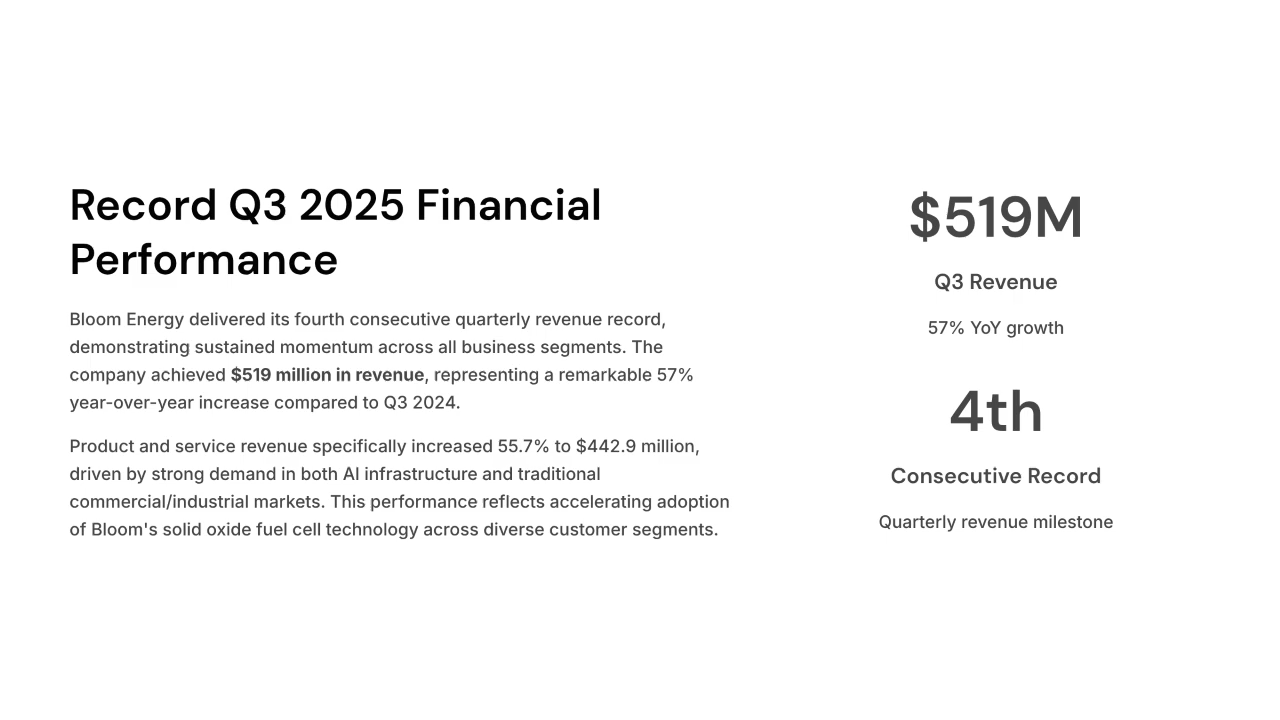 Record Q3 2025 Financial
Performance
Bloom Energy delivered its fourth consecutive quarterly revenue record,
demonstrating sustained momentum across all business segments. The
company achieved $519 million in revenue, representing a remarkable 57%
year-over-year increase compared to Q3 2024.
Product and service revenue specifically increased 55.7% to $442.9 million,
driven by strong demand in both AI infrastructure and traditional
commercial/industrial markets. This performance reflects accelerating adoption
of Bloom's solid oxide fuel cell technology across diverse customer segments.
$519M
Q3 Revenue
57% YoY growth
4th
Consecutive Record
Quarterly revenue milestone